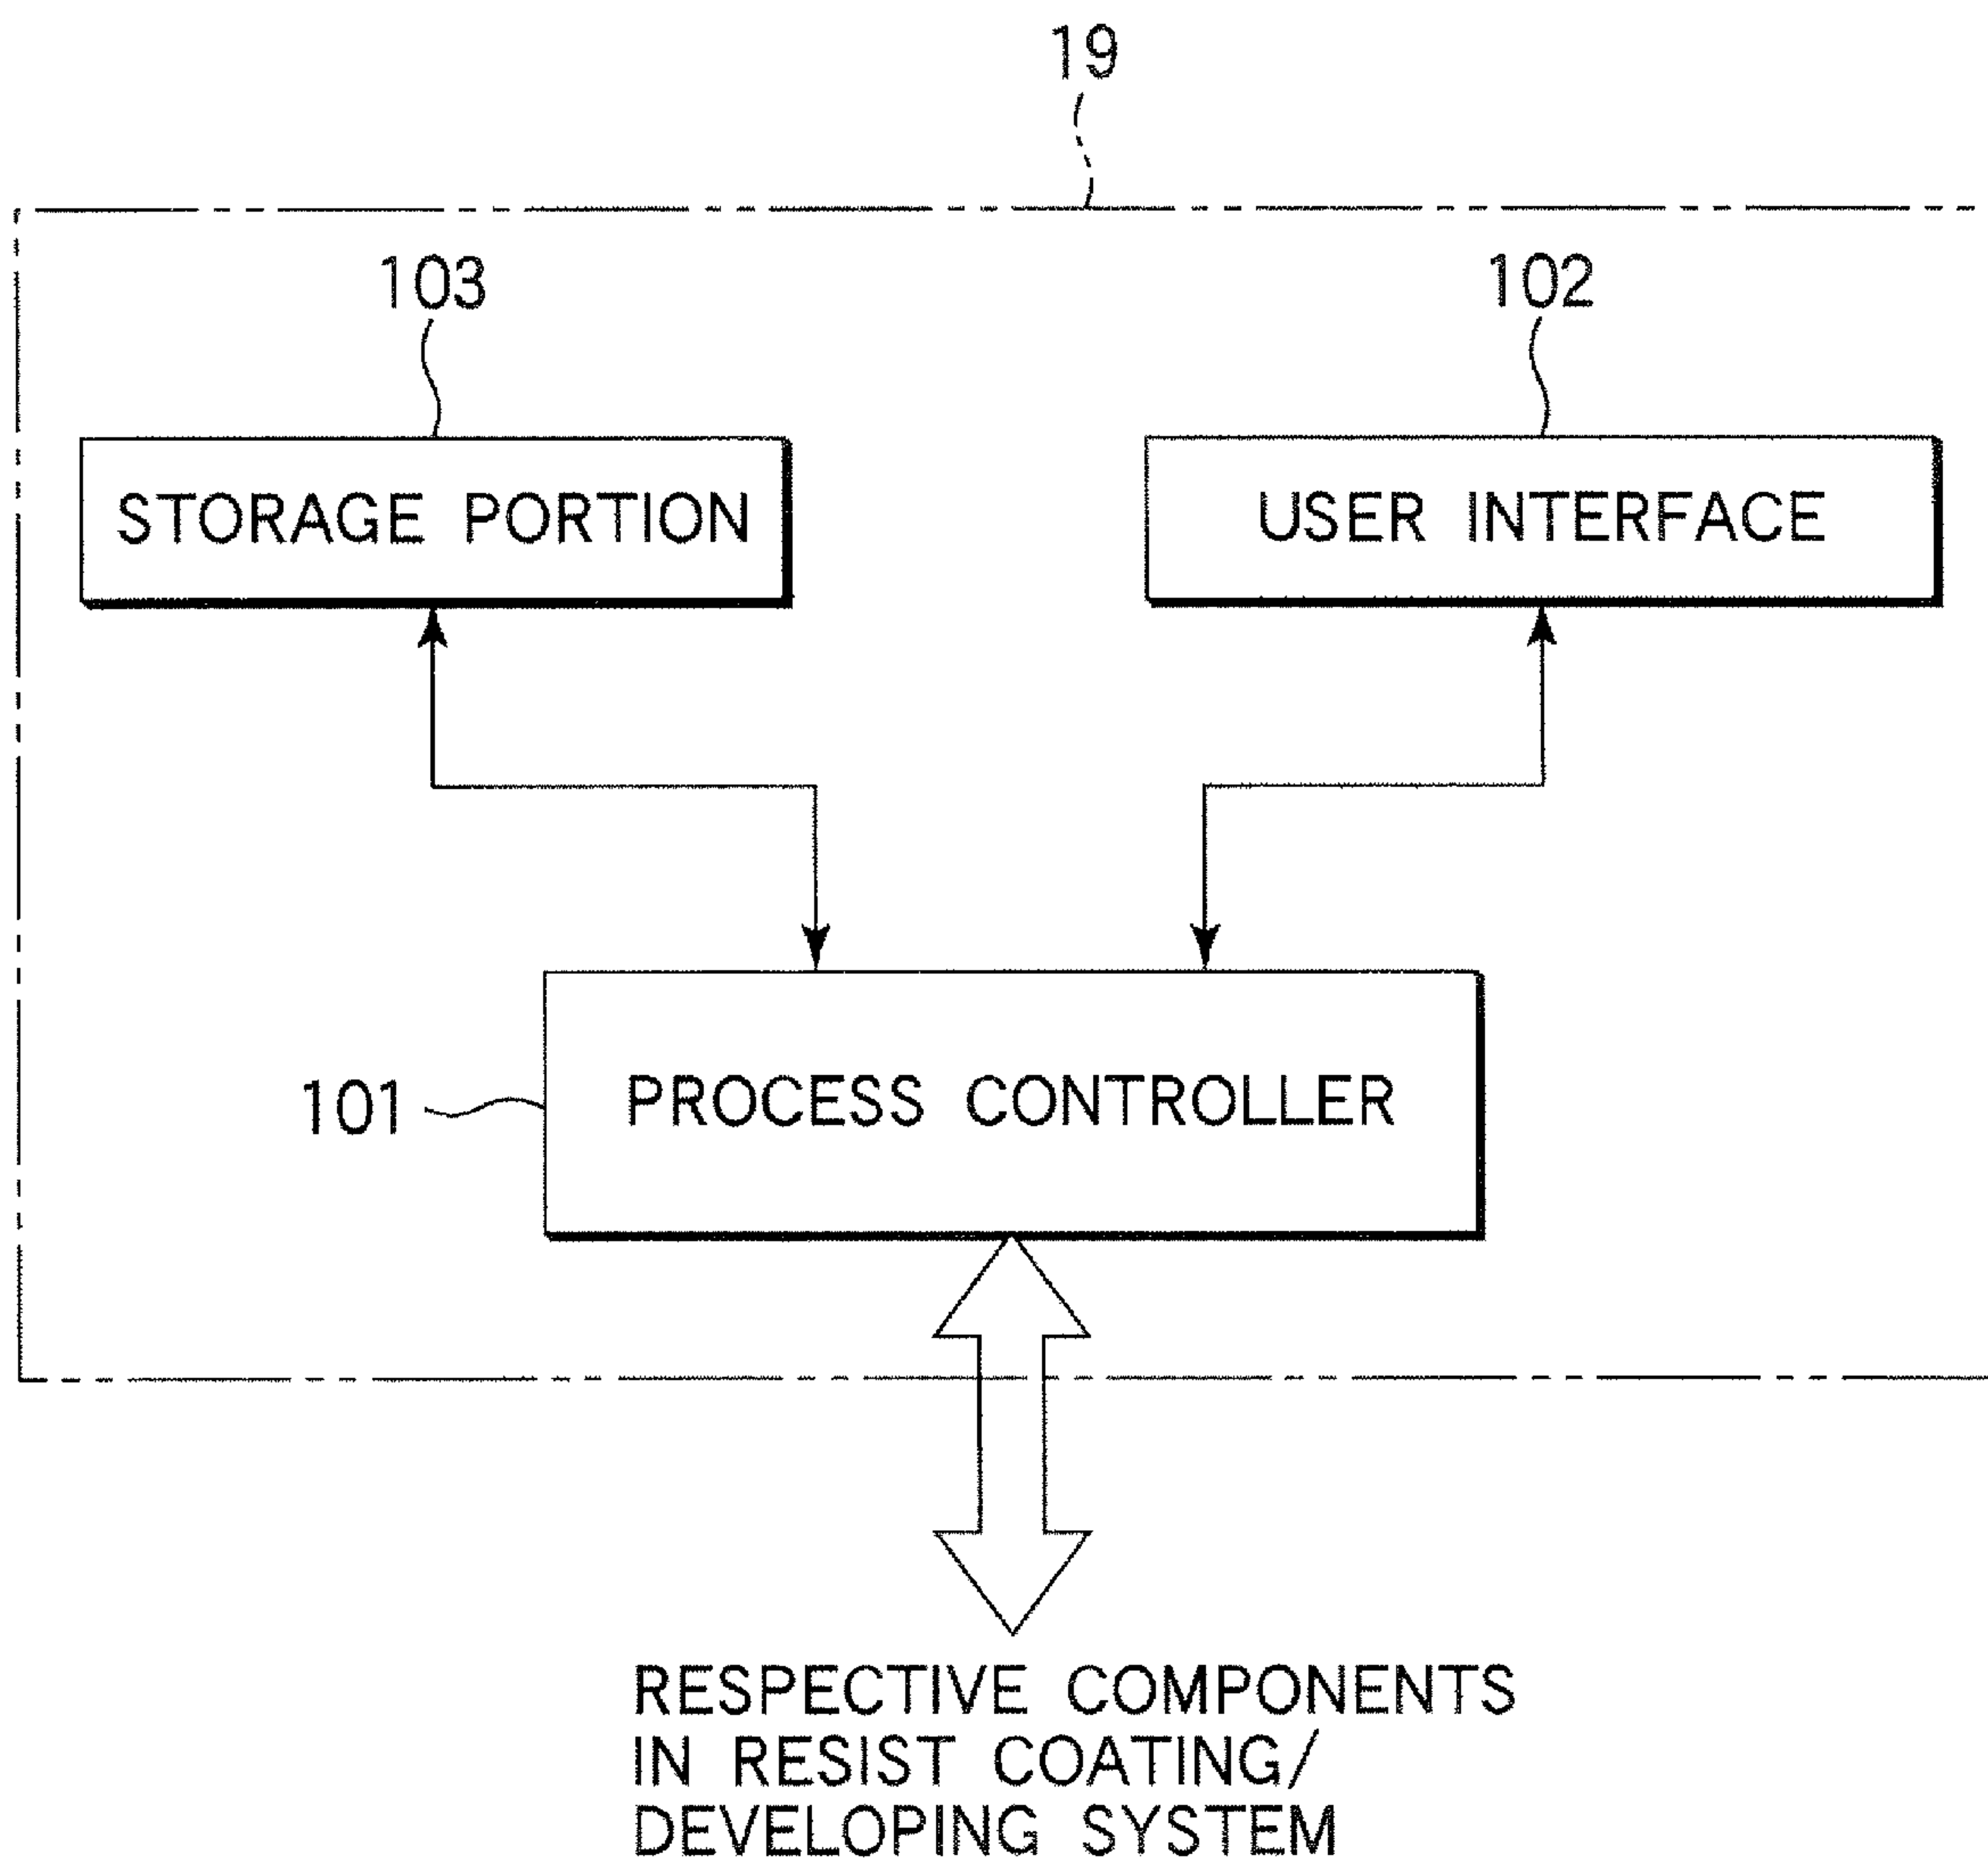 19
103
102
STORAGE PORTION
USER INTERFACE
101
PROCESS CONTROLLER
RESPECTIVE COMPONENTS
IN RESIST COATING/
DEVELOPING SYSTEM